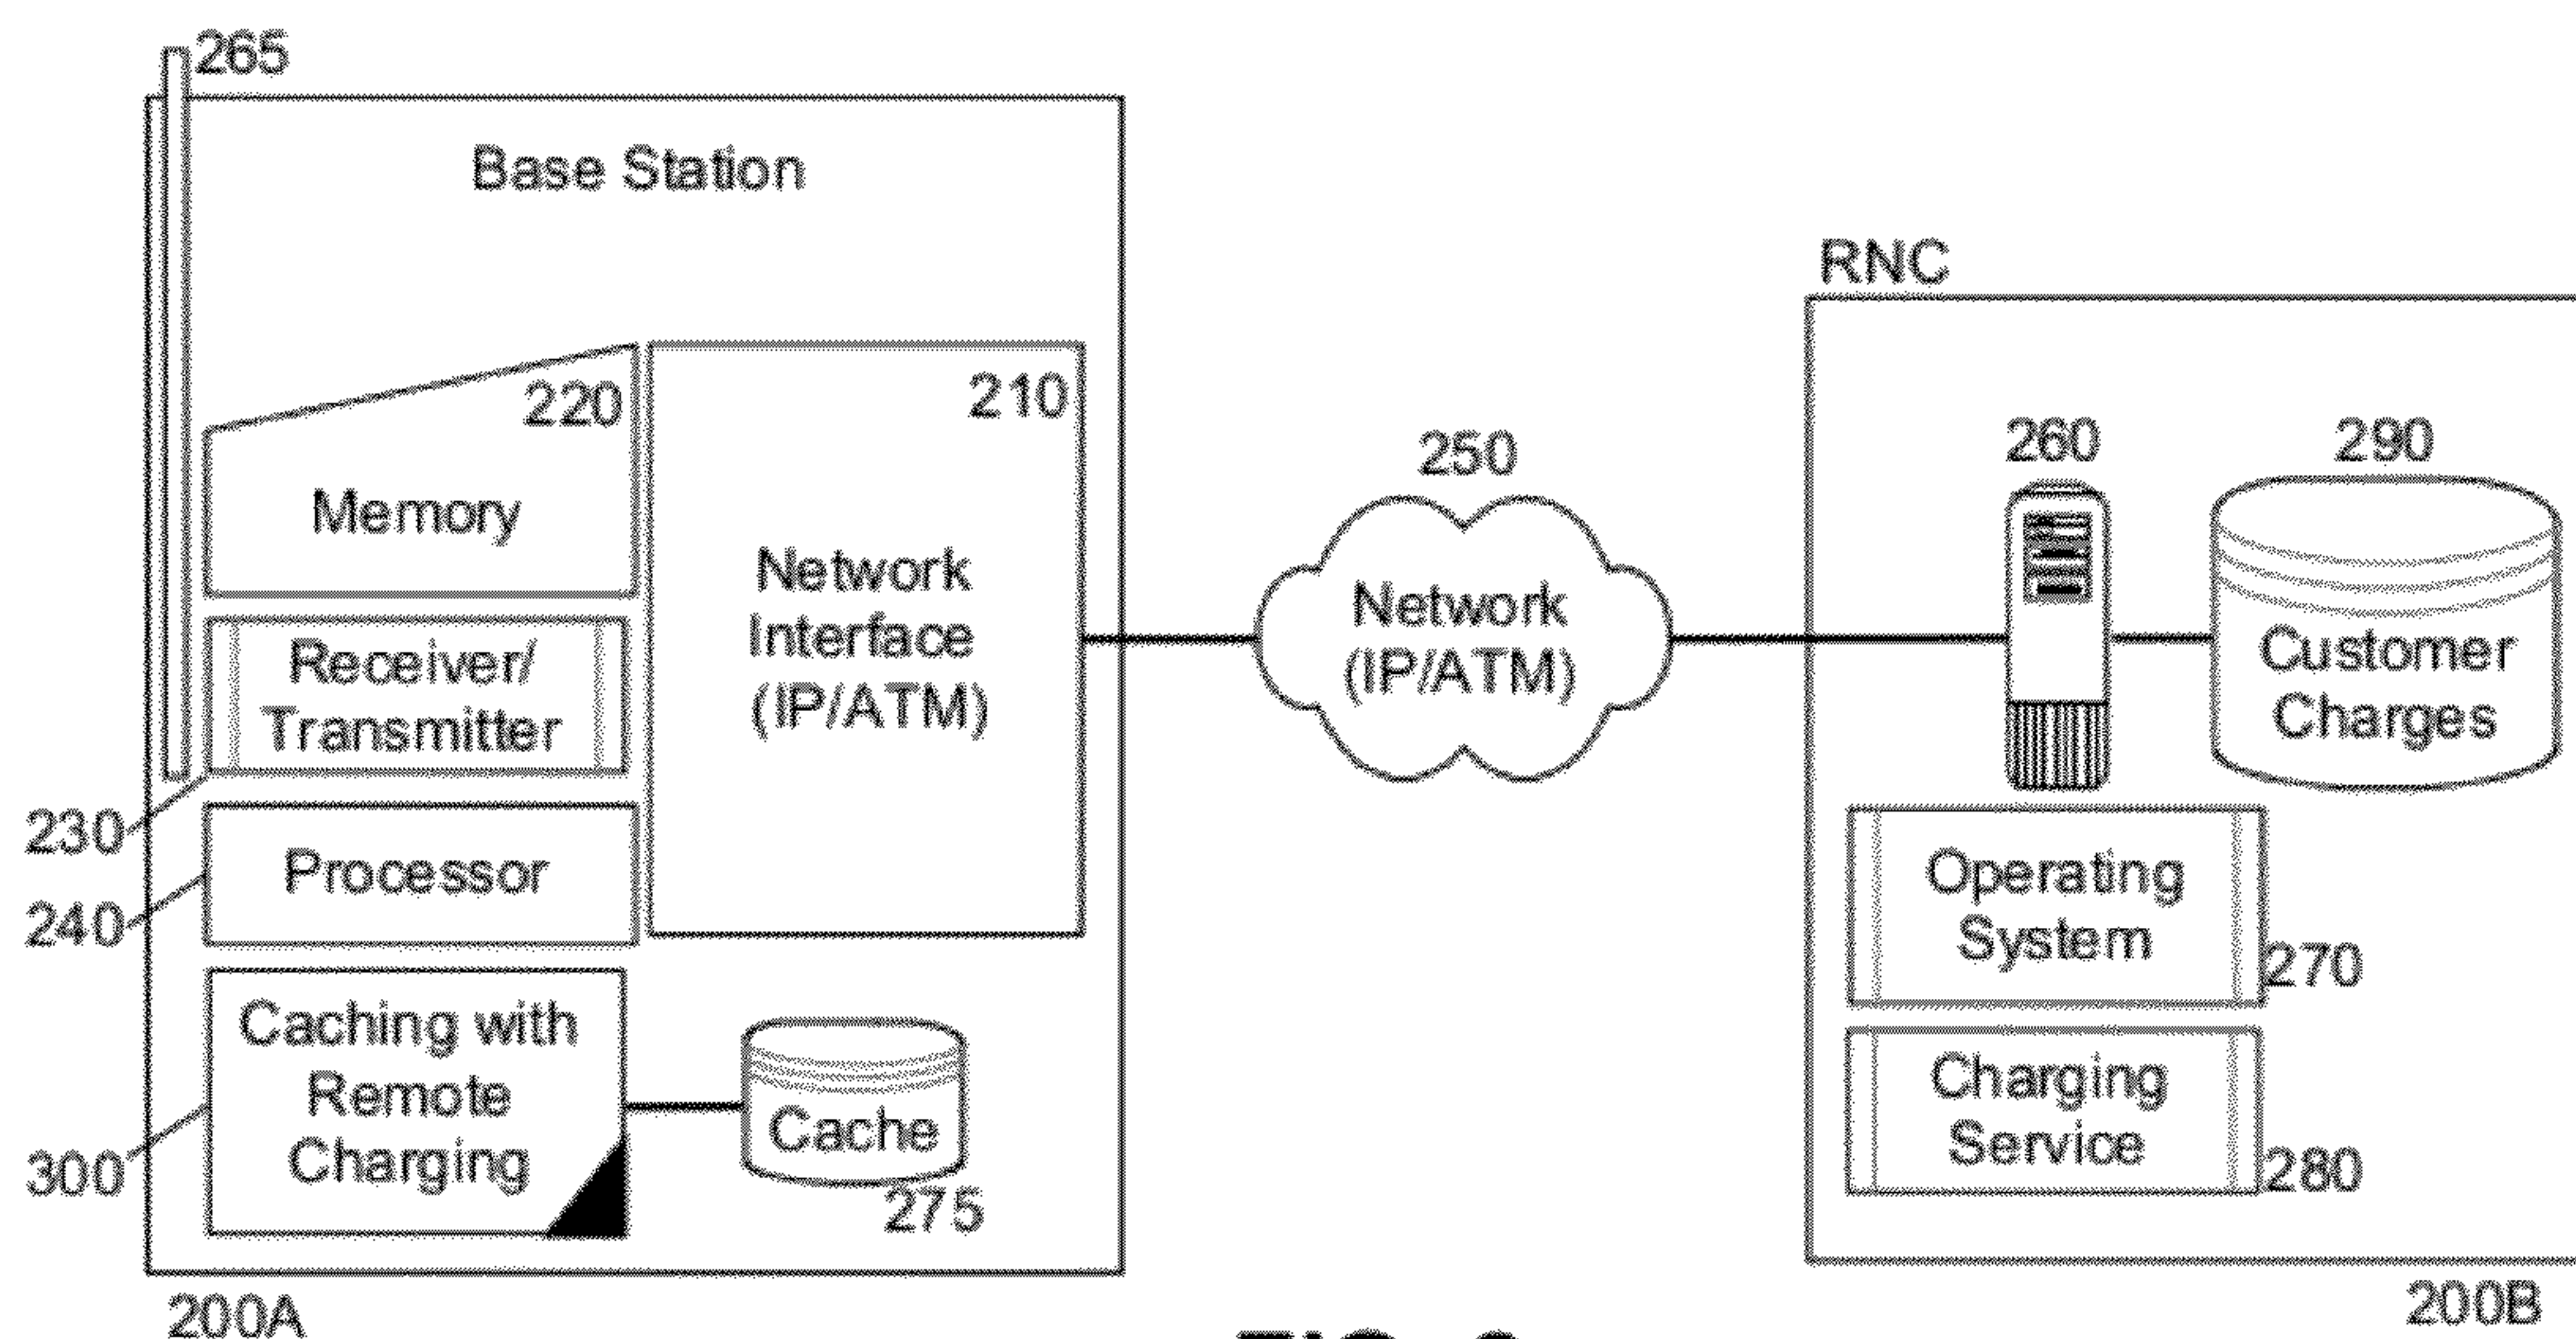 265
Base Station
220
Memory
210
Network
Interface
(IP/ATM)
Receiver/
Transmitter
230
Processor
240
Caching with
Remote
Charging
300
Cache
275
200A
250
Network
(IP/ATM)
RNC
260
290
Customer
Charges
Operating
System
270
Charging
Service
280
200B